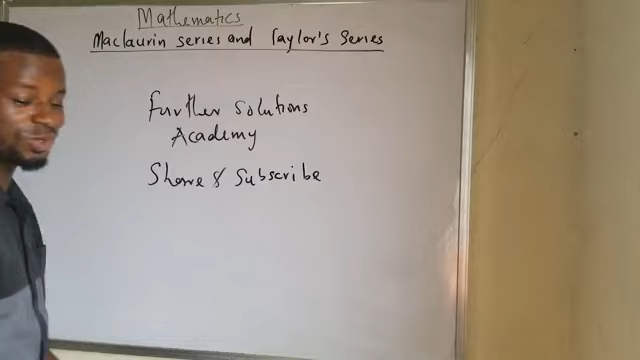 Mathematics
Maclaurin series and Taylor's Series
Further Solutions
Academy
Share & Subscribe